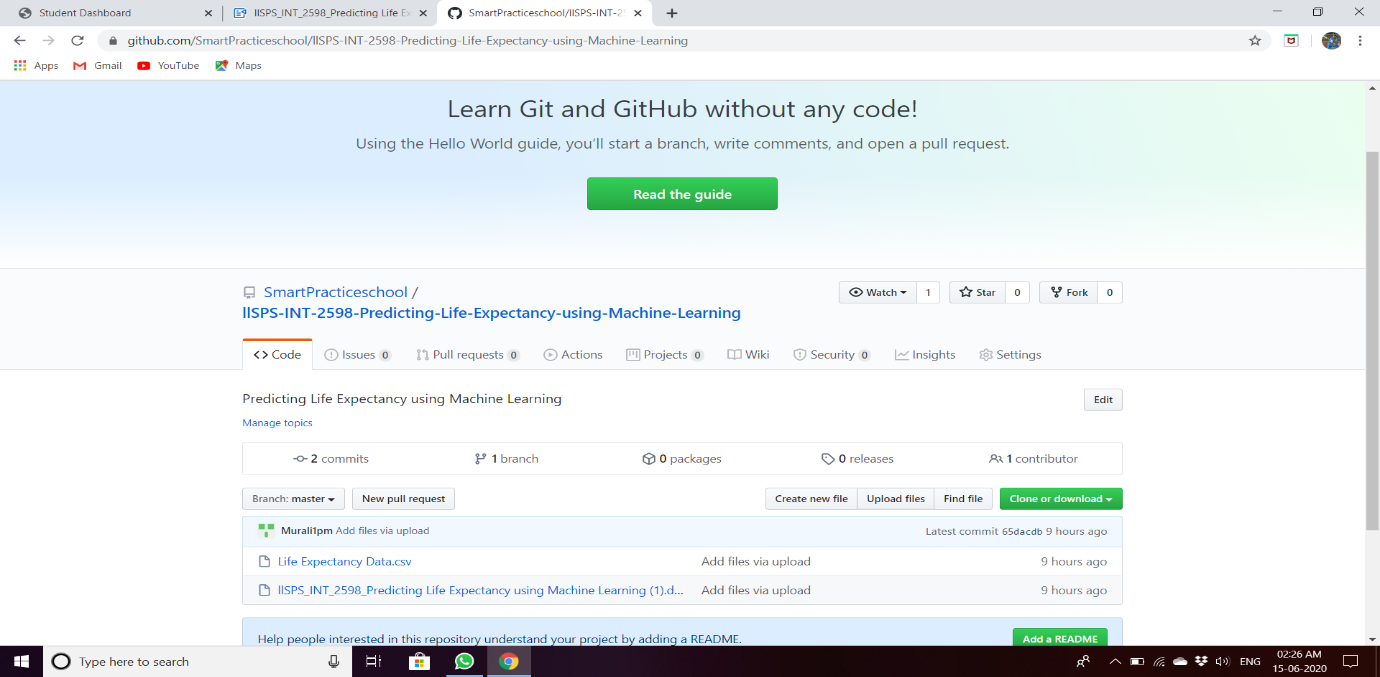 Student Dashboard
llSPS_INT_2598_Predicting Life Ex
SmartPracticeschool/llSPS-INT-25
github.com/SmartPracticeschool/llSPS-INT-2598-Predicting-Life-Expectancy-using-Machine-Learning
Apps Gmail YouTube Maps
Learn Git and GitHub without any code!
Using the Hello World guide, you’ll start a branch, write comments, and open a pull request.
Read the guide
SmartPracticeschool /
Watch 1 Star 0 Fork 0
llSPS-INT-2598-Predicting-Life-Expectancy-using-Machine-Learning
Code Issues 0 Pull requests 0 Actions Projects 0 Wiki Security 0 Insights Settings
Predicting Life Expectancy using Machine Learning
Edit
Manage topics
2 commits 1 branch 0 packages 0 releases 1 contributor
Branch: master New pull request Create new file Upload files Find file Clone or download
Murali1pm Add files via upload Latest commit 65dacdb 9 hours ago
Life Expectancy Data.csv Add files via upload 9 hours ago
llSPS_INT_2598_Predicting Life Expectancy using Machine Learning (1).d... Add files via upload 9 hours ago
Help people interested in this repository understand your project by adding a README. Add a README
Type here to search
ENG
02:26 AM
15-06-2020